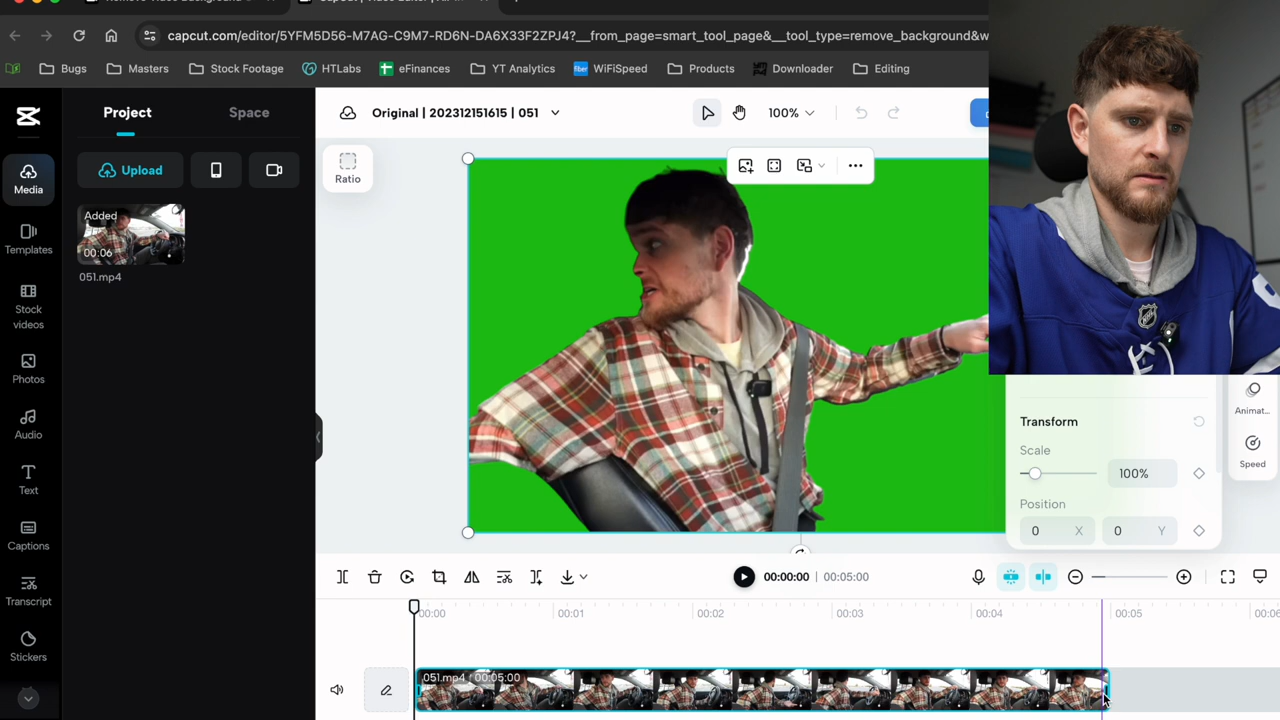 capcut.com/editor/5YFM5D56-M7AG-C9M7-RD6N-DA6X33F2ZPJ4?__from_page=smart_tool_page&__tool_type=remove_background&w
Bugs
Masters
Stock Footage
HTLabs
eFinances
YT Analytics
fiber WiFiSpeed
Products
Downloader
Editing
Project
Space
Original | 202312151615 | 051
100%
Upload
Ratio
Media
Added
00:06
051.mp4
Templates
Stock
videos
Photos
Audio
Text
Captions
Transcript
Stickers
NHL
Animat...
Speed
Transform
Scale
100%
Position
0 X 0 Y
00:00:00 | 00:05:00
00:00 00:01 00:02 00:03 00:04 00:05 00:06
051.mp4 00:05:00